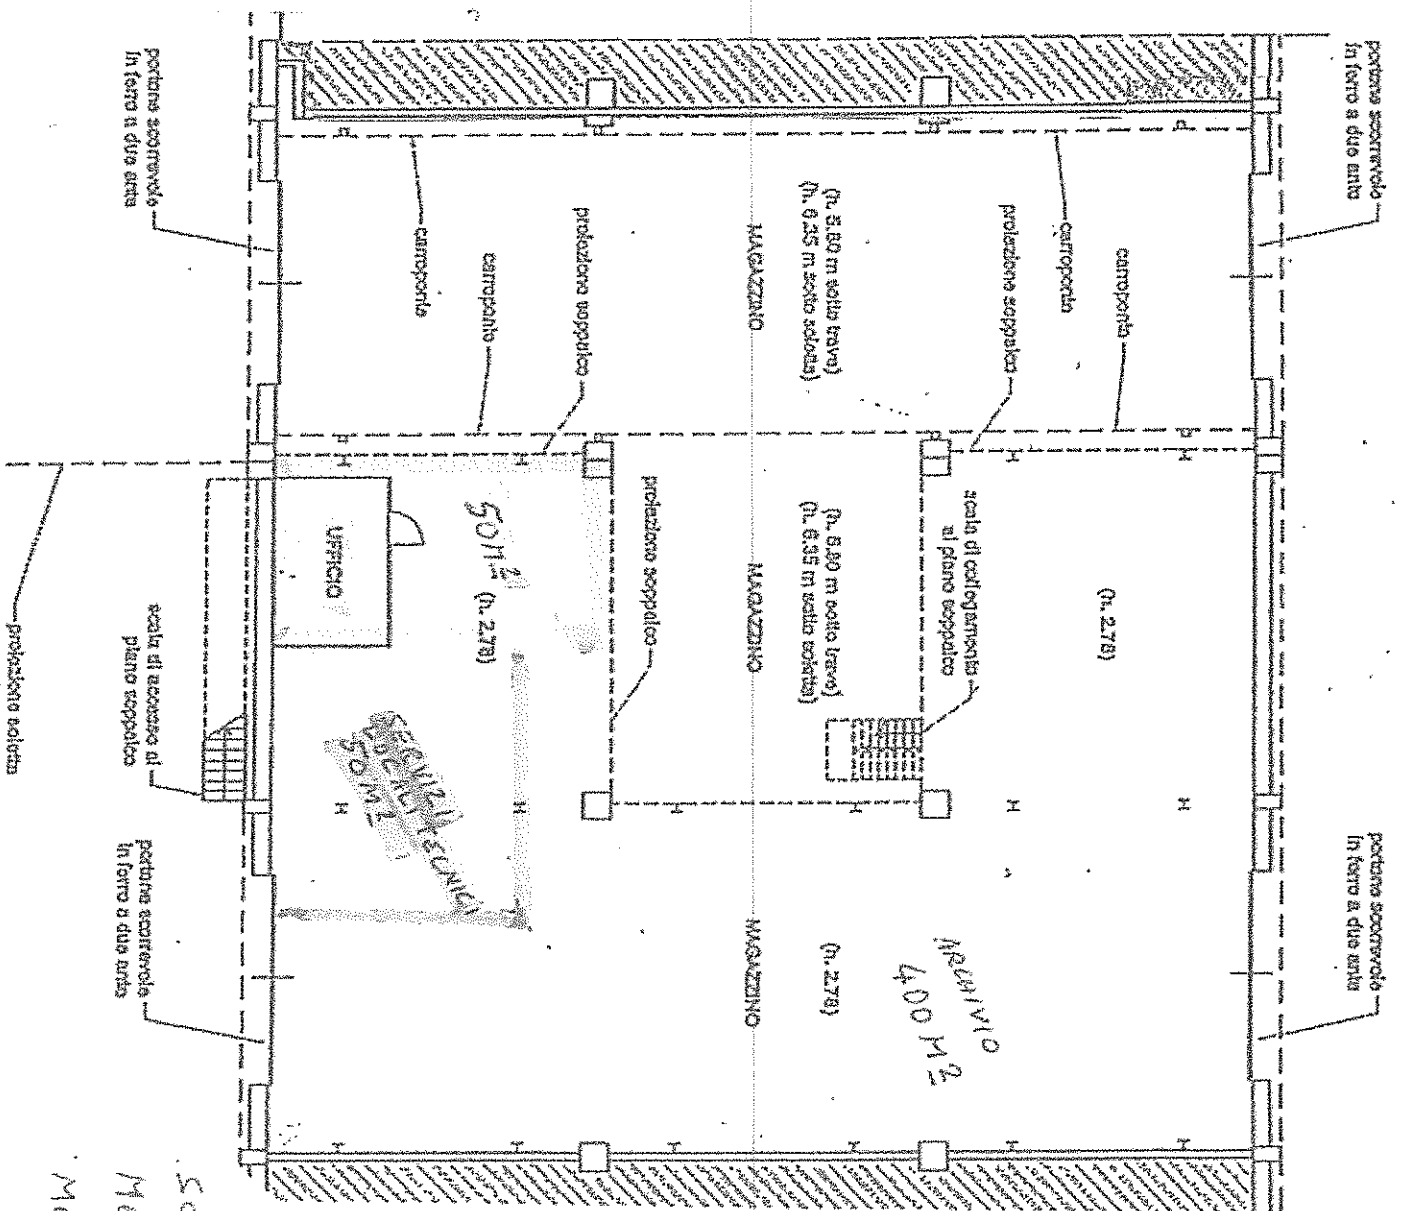 portone scorrevole
in ferro a due ante
portone scorrevole
in ferro a due ante
carroponte
carroponte
proiezione soppalco
(h. 2.78)
scala di collegamento
al piano soppalco
ARCHIVIO
400 M2
(h. 5.80 m sotto trave)
(h. 6.35 m sotto soletta)
(h. 5.80 m sotto trave)
(h. 6.35 m sotto soletta)
(h. 2.78)
MAGAZZINO
MAGAZZINO
MAGAZZINO
proiezione soppalco
proiezione soppalco
carroponte
carroponte
50 M2
(h. 2.78)
SERVIZI
LOCALI TECNICI
50 M2
UFFICIO
portone scorrevole
in ferro a due ante
scala di accesso al
piano soppalco
portone scorrevole
in ferro a due ante
proiezione soletta